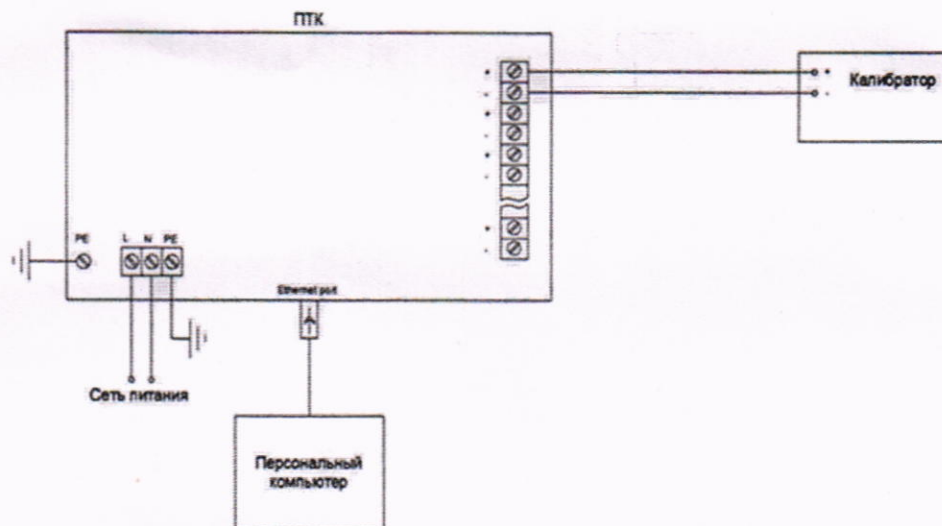 ПТК
+
-
+
-
+
-
+
-
+
-
Калибратор
PE
L N PE
Ethernet port
Сеть питания
Персональный
компьютер